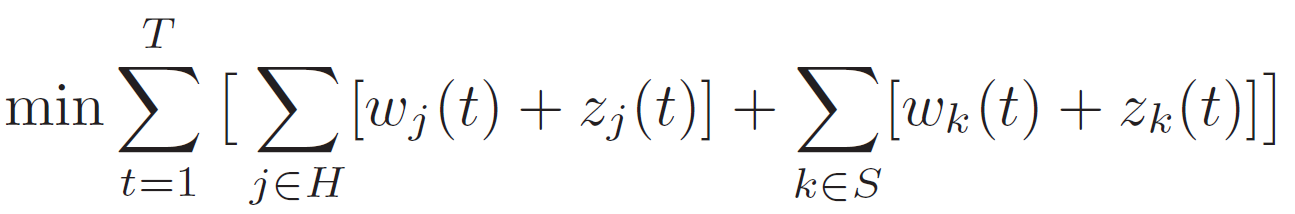 min ∑_{t=1}^{T} [ ∑_{j∈H} [w_j(t) + z_j(t)] + ∑_{k∈S} [w_k(t) + z_k(t)]]